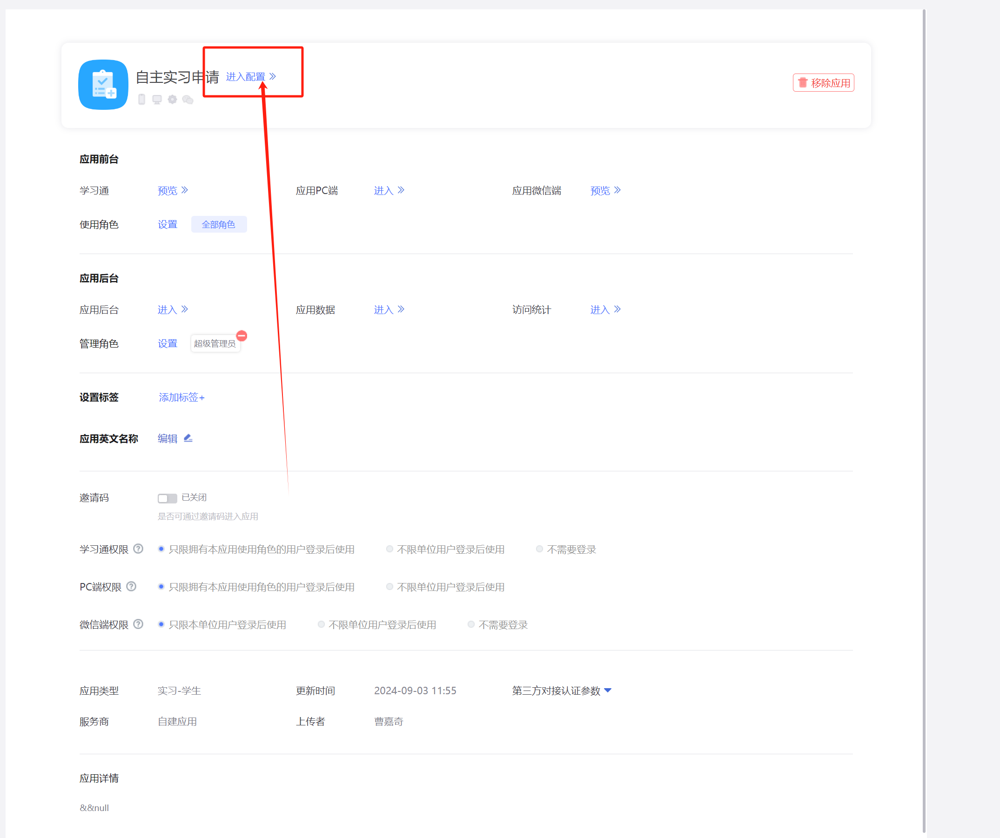 自主实习申请 进入配置
移除应用
应用前台
学习通 预览 应用PC端 进入 应用微信端 预览
使用角色 设置 全部角色
应用后台
应用后台 进入 应用数据 进入 访问统计 进入
管理角色 设置 超级管理员
设置标签 添加标签+
应用英文名称 编辑
邀请码 已关闭
是否可通过邀请码进入应用
学习通权限 ? 只限拥有本应用使用角色的用户登录后使用 不限单位用户登录后使用 不需要登录
PC端权限 ? 只限拥有本应用使用角色的用户登录后使用 不限单位用户登录后使用
微信端权限 ? 只限本单位用户登录后使用 不限单位用户登录后使用 不需要登录
应用类型 实习-学生 更新时间 2024-09-03 11:55 第三方对接认证参数
服务商 自建应用 上传者 曹嘉奇
应用详情
&&null